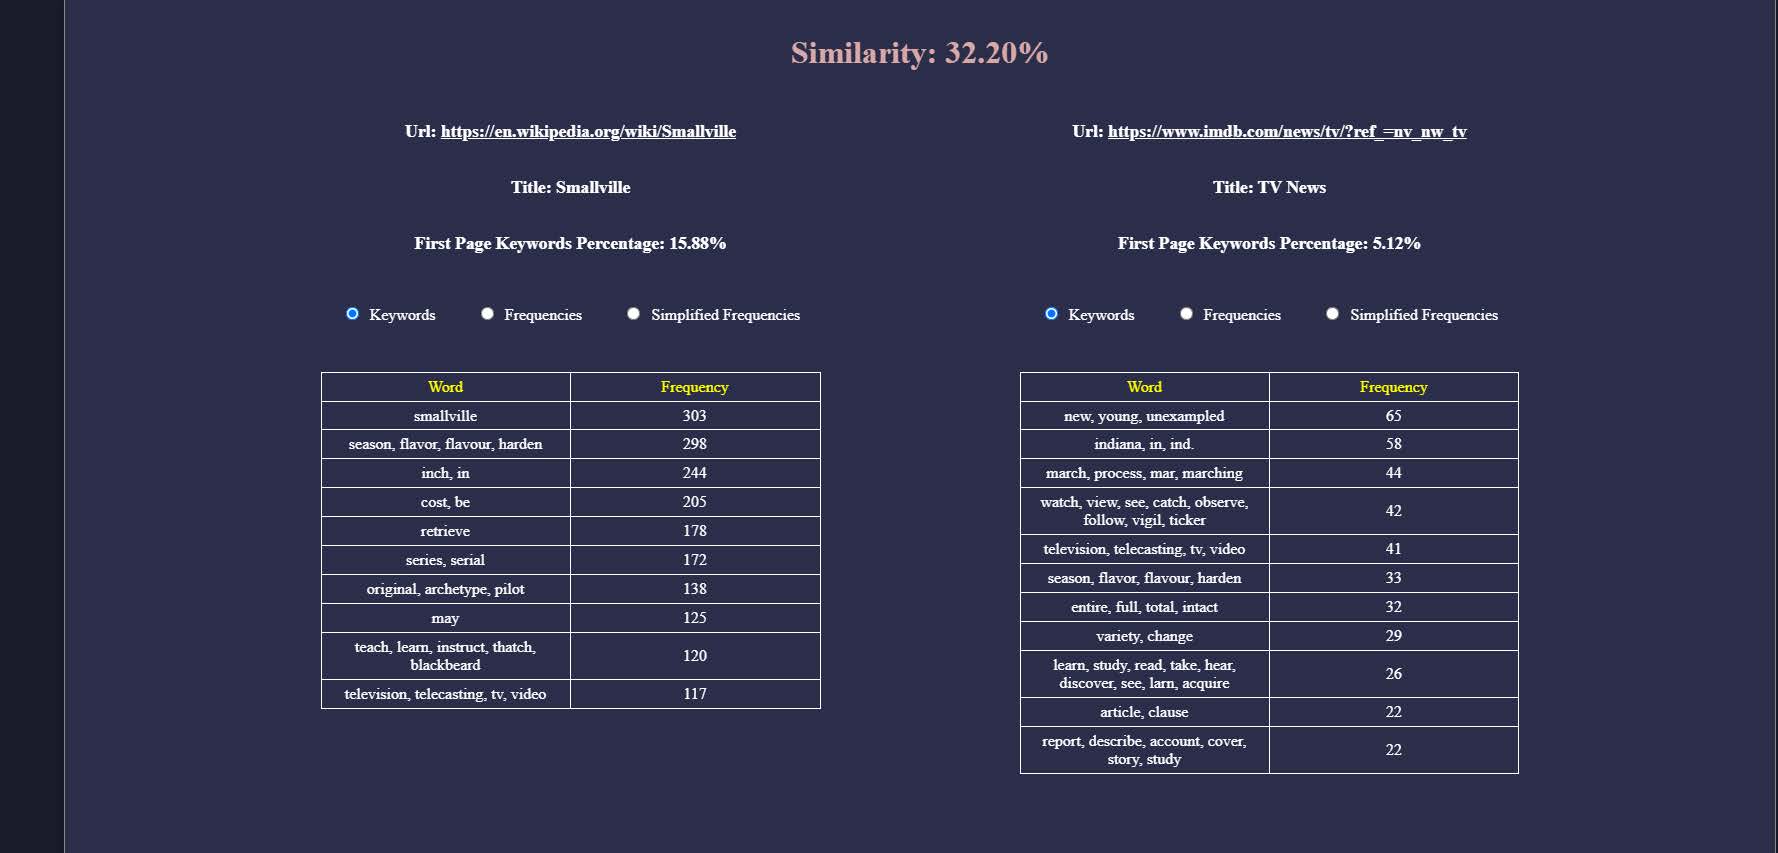 Similarity: 32.20%
Url: https://en.wikipedia.org/wiki/Smallville
Title: Smallville
First Page Keywords Percentage: 15.88%
Keywords Frequencies Simplified Frequencies
Word Frequency
smallville 303
season, flavor, flavour, harden 298
inch, in 244
cost, be 205
retrieve 178
series, serial 172
original, archetype, pilot 138
may 125
teach, learn, instruct, thatch,
blackbeard 120
television, telecasting, tv, video 117
Url: https://www.imdb.com/news/tv/?ref_=nv_nw_tv
Title: TV News
First Page Keywords Percentage: 5.12%
Keywords Frequencies Simplified Frequencies
Word Frequency
new, young, unexampled 65
indiana, in, ind. 58
march, process, mar, marching 44
watch, view, see, catch, observe,
follow, vigil, ticker 42
television, telecasting, tv, video 41
season, flavor, flavour, harden 33
entire, full, total, intact 32
variety, change 29
learn, study, read, take, hear,
discover, see, larn, acquire 26
article, clause 22
report, describe, account, cover,
story, study 22